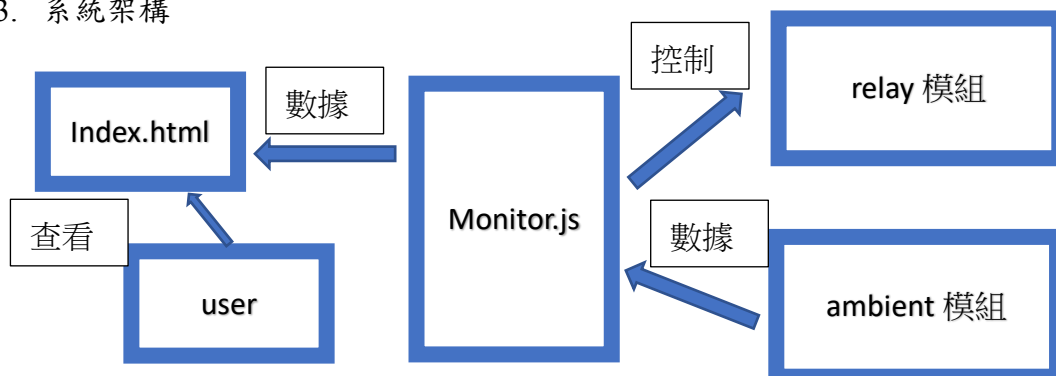 3. 系統架構
控制
relay 模組
數據
Index.html
Monitor.js
查看
數據
user
ambient 模組